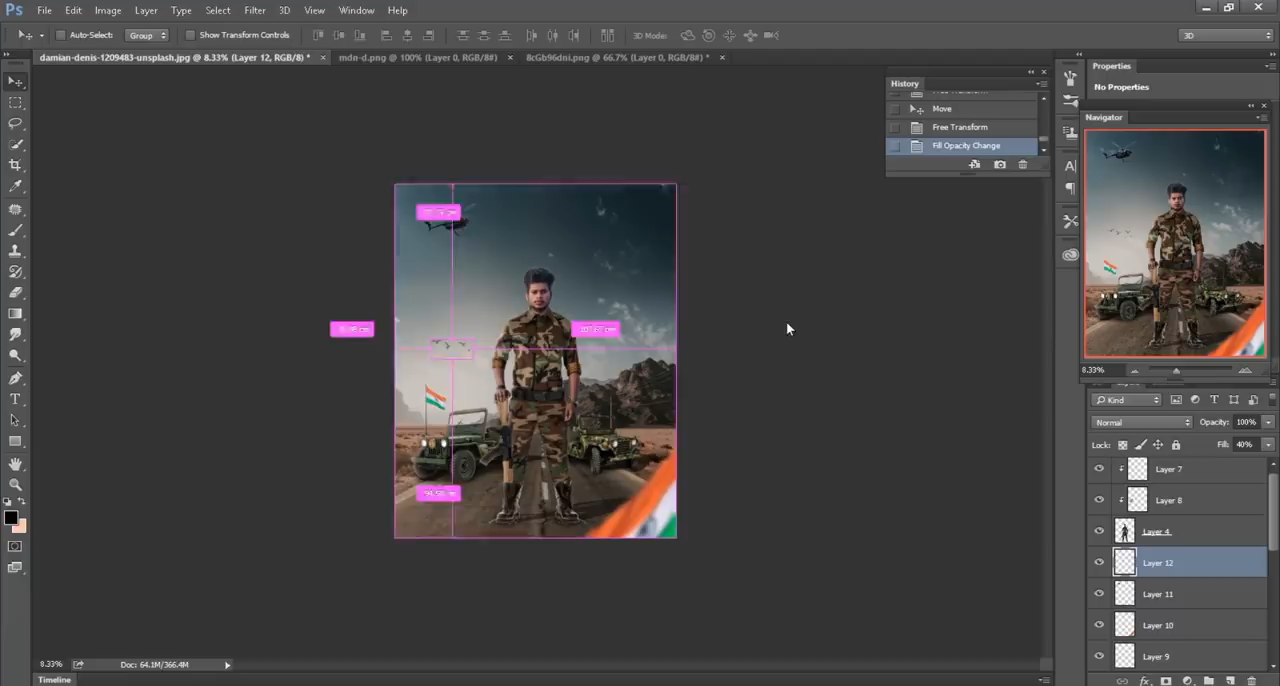 Ps File Edit Image Layer Type Select Filter 3D View Window Help
Auto-Select: Group Show Transform Controls 3D Mode: 3D
damian-denis-1209483-unsplash.jpg @ 8.33% (Layer 12, RGB/8) * mdn-d.png @ 100% (Layer 0, RGB/8#) 8cGb96dni.png @ 66.7% (Layer 0, RGB/8#) *
Properties
No Properties
History
Move
Free Transform
Fill Opacity Change
Navigator
8.33%
Kind
Normal Opacity: 100%
Lock: Fill: 40%
Layer 7
Layer 8
Layer 4
Layer 12
Layer 11
Layer 10
Layer 9
8.33% Doc: 64.1M/366.4M
Timeline